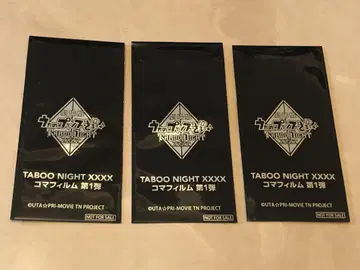 TABOO NIGHT XXXX
コマフィルム 第1弾
©UTA☆PRI-MOVIE TN PROJECT
NOT FOR SALE
TABOO NIGHT XXXX
コマフィルム 第1弾
©UTA☆PRI-MOVIE TN PROJECT
NOT FOR SALE
TABOO NIGHT XXXX
コマフィルム 第1弾
©UTA☆PRI-MOVIE TN PROJECT
NOT FOR SALE